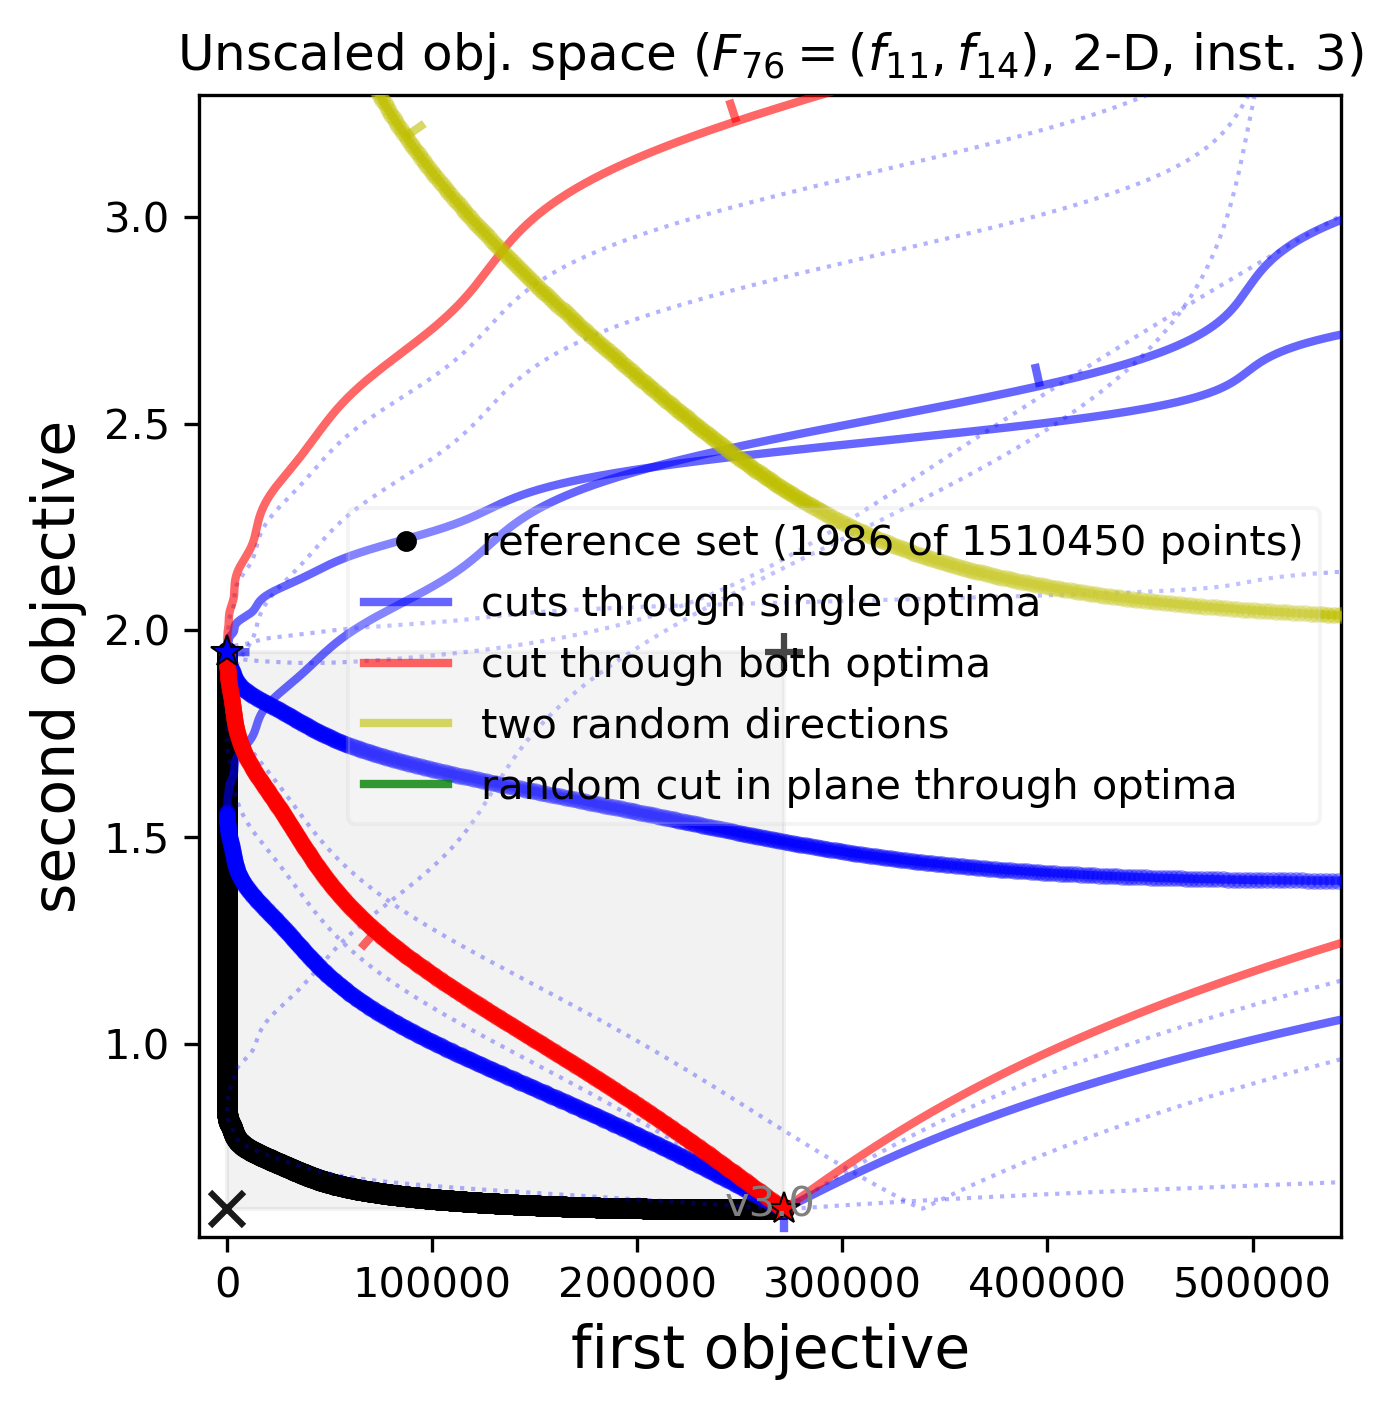 Unscaled obj. space (F76 = (f11, f14), 2-D, inst. 3)
second objective
3.0
2.5
2.0
1.5
1.0
reference set (1986 of 1510450 points)
cuts through single optima
cut through both optima
two random directions
random cut in plane through optima
v3.0
0 100000 200000 300000 400000 500000
first objective